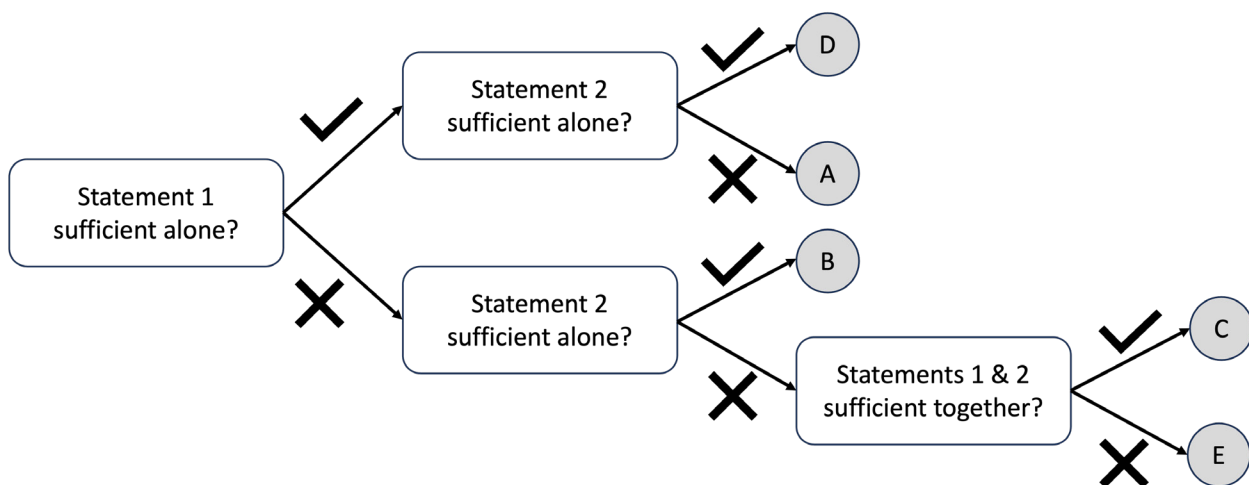 Statement 1
sufficient alone?
Statement 2
sufficient alone?
D
A
Statement 2
sufficient alone?
B
Statements 1 & 2
sufficient together?
C
E